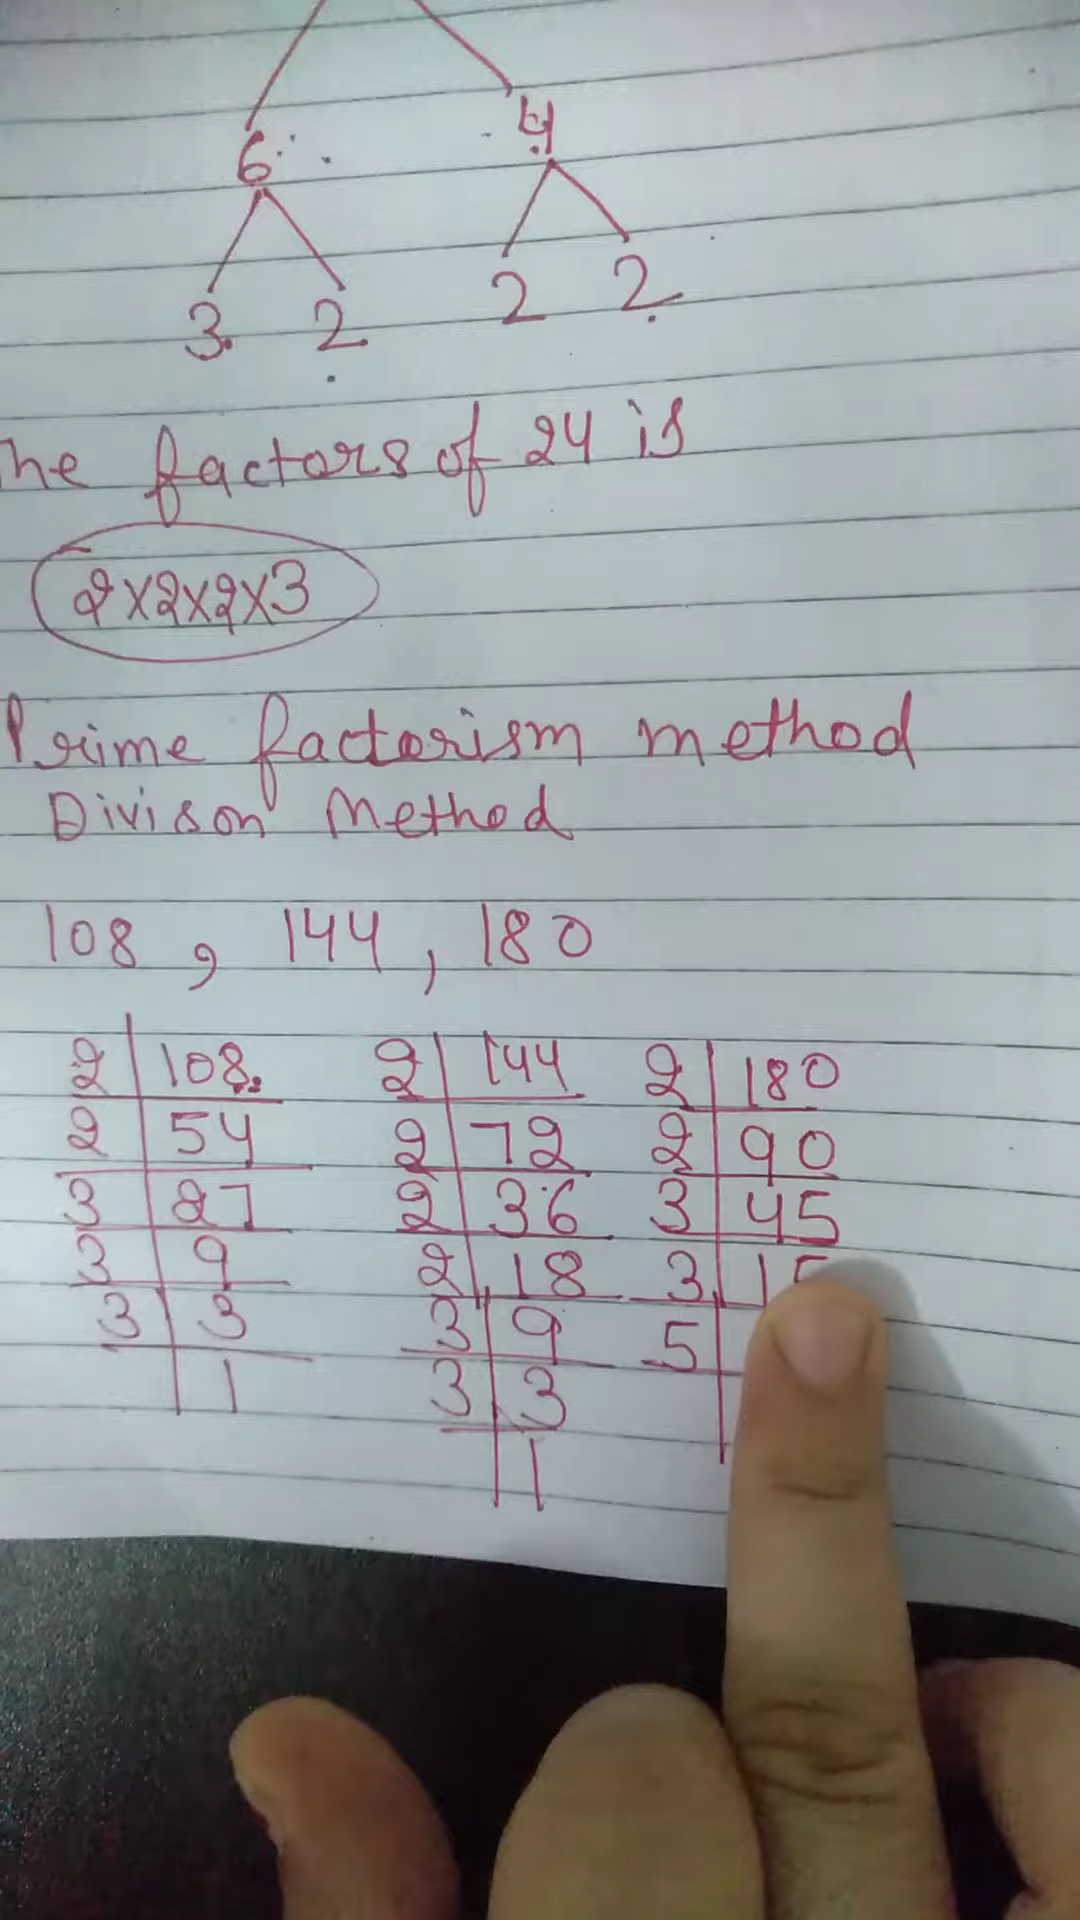 6 4
3 2 2 2
he factors of 24 is
2x2x2x3
Prime factorism method
Divison Method
108, 144, 180
2 108 2 144 2 180
2 54 2 72 2 90
3 27 2 36 3 45
3 9 2 18 3 15
3 3 3 9 5
1 3 3
1